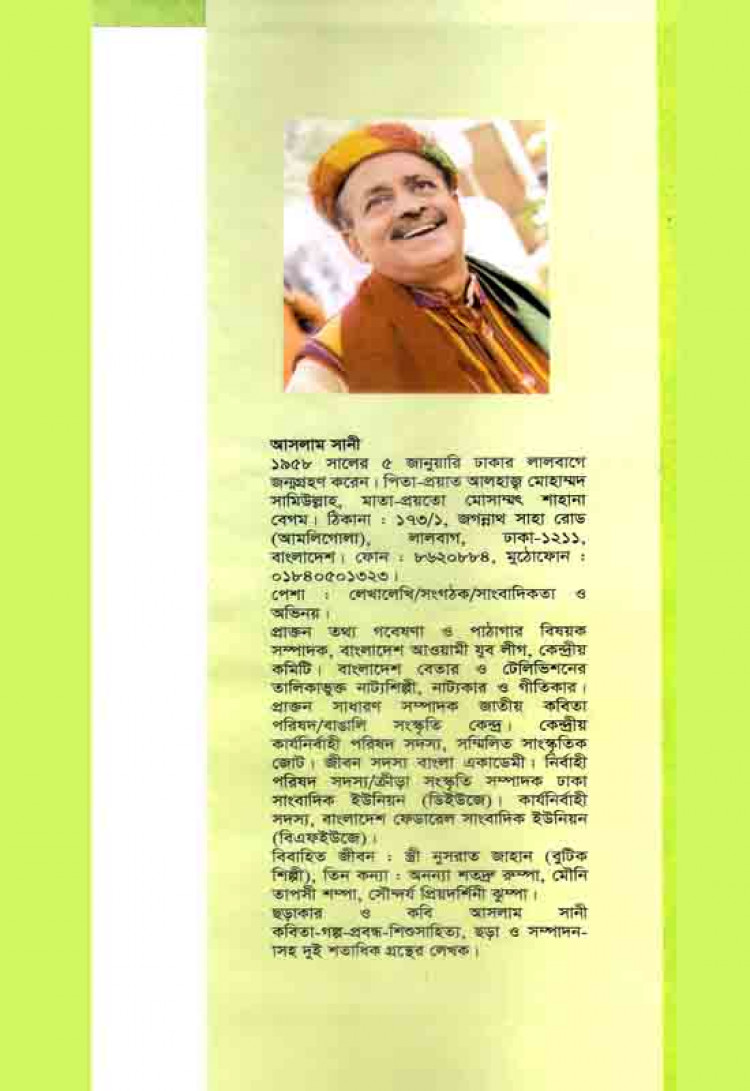 আসলাম সানী
১৯৫৮ সালের ৫ জানুয়ারি ঢাকার লালবাগে
জন্মগ্রহণ করেন। পিতা-প্রয়াত আলহাজ্ব মোহাম্মদ
সামিউল্লাহ, মাতা-প্রয়তো মোসাম্মৎ শাহানা
বেগম। ঠিকানা : ১৭৩/১, জগন্নাথ সাহা রোড
(আমলিগোলা), লালবাগ, ঢাকা-১২১১,
বাংলাদেশ। ফোন : ৮৬২০৮৮৪, মুঠোফোন :
০১৮৪০৫০১৩২৩।
পেশা : লেখালেখি/সংগঠক/সাংবাদিকতা ও
অভিনয়।
প্রাক্তন তথ্য গবেষণা ও পাঠাগার বিষয়ক
সম্পাদক, বাংলাদেশ আওয়ামী যুব লীগ, কেন্দ্রীয়
কমিটি। বাংলাদেশ বেতার ও টেলিভিশনের
তালিকাভুক্ত নাট্যশিল্পী, নাট্যকার ও গীতিকার।
প্রাক্তন সাধারণ সম্পাদক জাতীয় কবিতা
পরিষদ/বাঙালি সংস্কৃতি কেন্দ্র। কেন্দ্রীয়
কার্যনির্বাহী পরিষদ সদস্য, সম্মিলিত সাংস্কৃতিক
জোট। জীবন সদস্য বাংলা একাডেমী। নির্বাহী
পরিষদ সদস্য/ক্রীড়া সংস্কৃতি সম্পাদক ঢাকা
সাংবাদিক ইউনিয়ন (ডিইউজে)। কার্যনির্বাহী
সদস্য, বাংলাদেশ ফেডারেল সাংবাদিক ইউনিয়ন
(বিএফইউজে)।
বিবাহিত জীবন : স্ত্রী নুসরাত জাহান (বুটিক
শিল্পী), তিন কন্যা : অনন্যা শতদ্রু রুম্পা, মৌনি
তাপসী শম্পা, সৌন্দর্য প্রিয়দর্শিনী ঝুম্পা।
ছড়াকার ও কবি আসলাম সানী
কবিতা-গল্প-প্রবন্ধ-শিশুসাহিত্য, ছড়া ও সম্পাদন-
াসহ দুই শতাধিক গ্রন্থের লেখক।